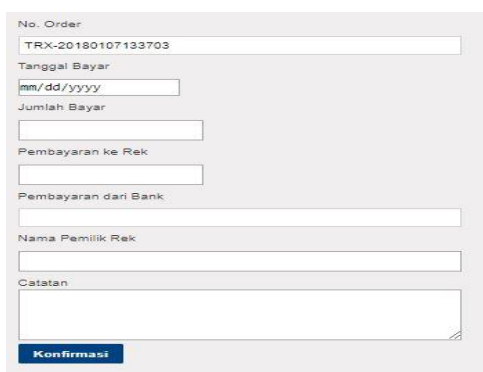 No. Order
TRX-20180107133703
Tanggal Bayar
mm/dd/yyyy
Jumlah Bayar
Pembayaran ke Rek
Pembayaran dari Bank
Nama Pemilik Rek
Catatan
Konfirmasi